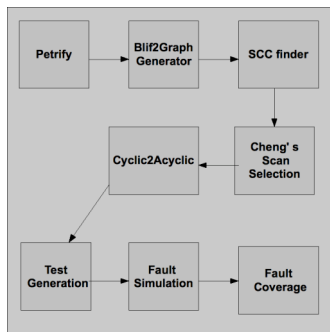 Petrify
Blif2Graph
Generator
SCC finder
Cheng' s
Scan
Selection
Cyclic2Acyclic
Test
Generation
Fault
Simulation
Fault
Coverage